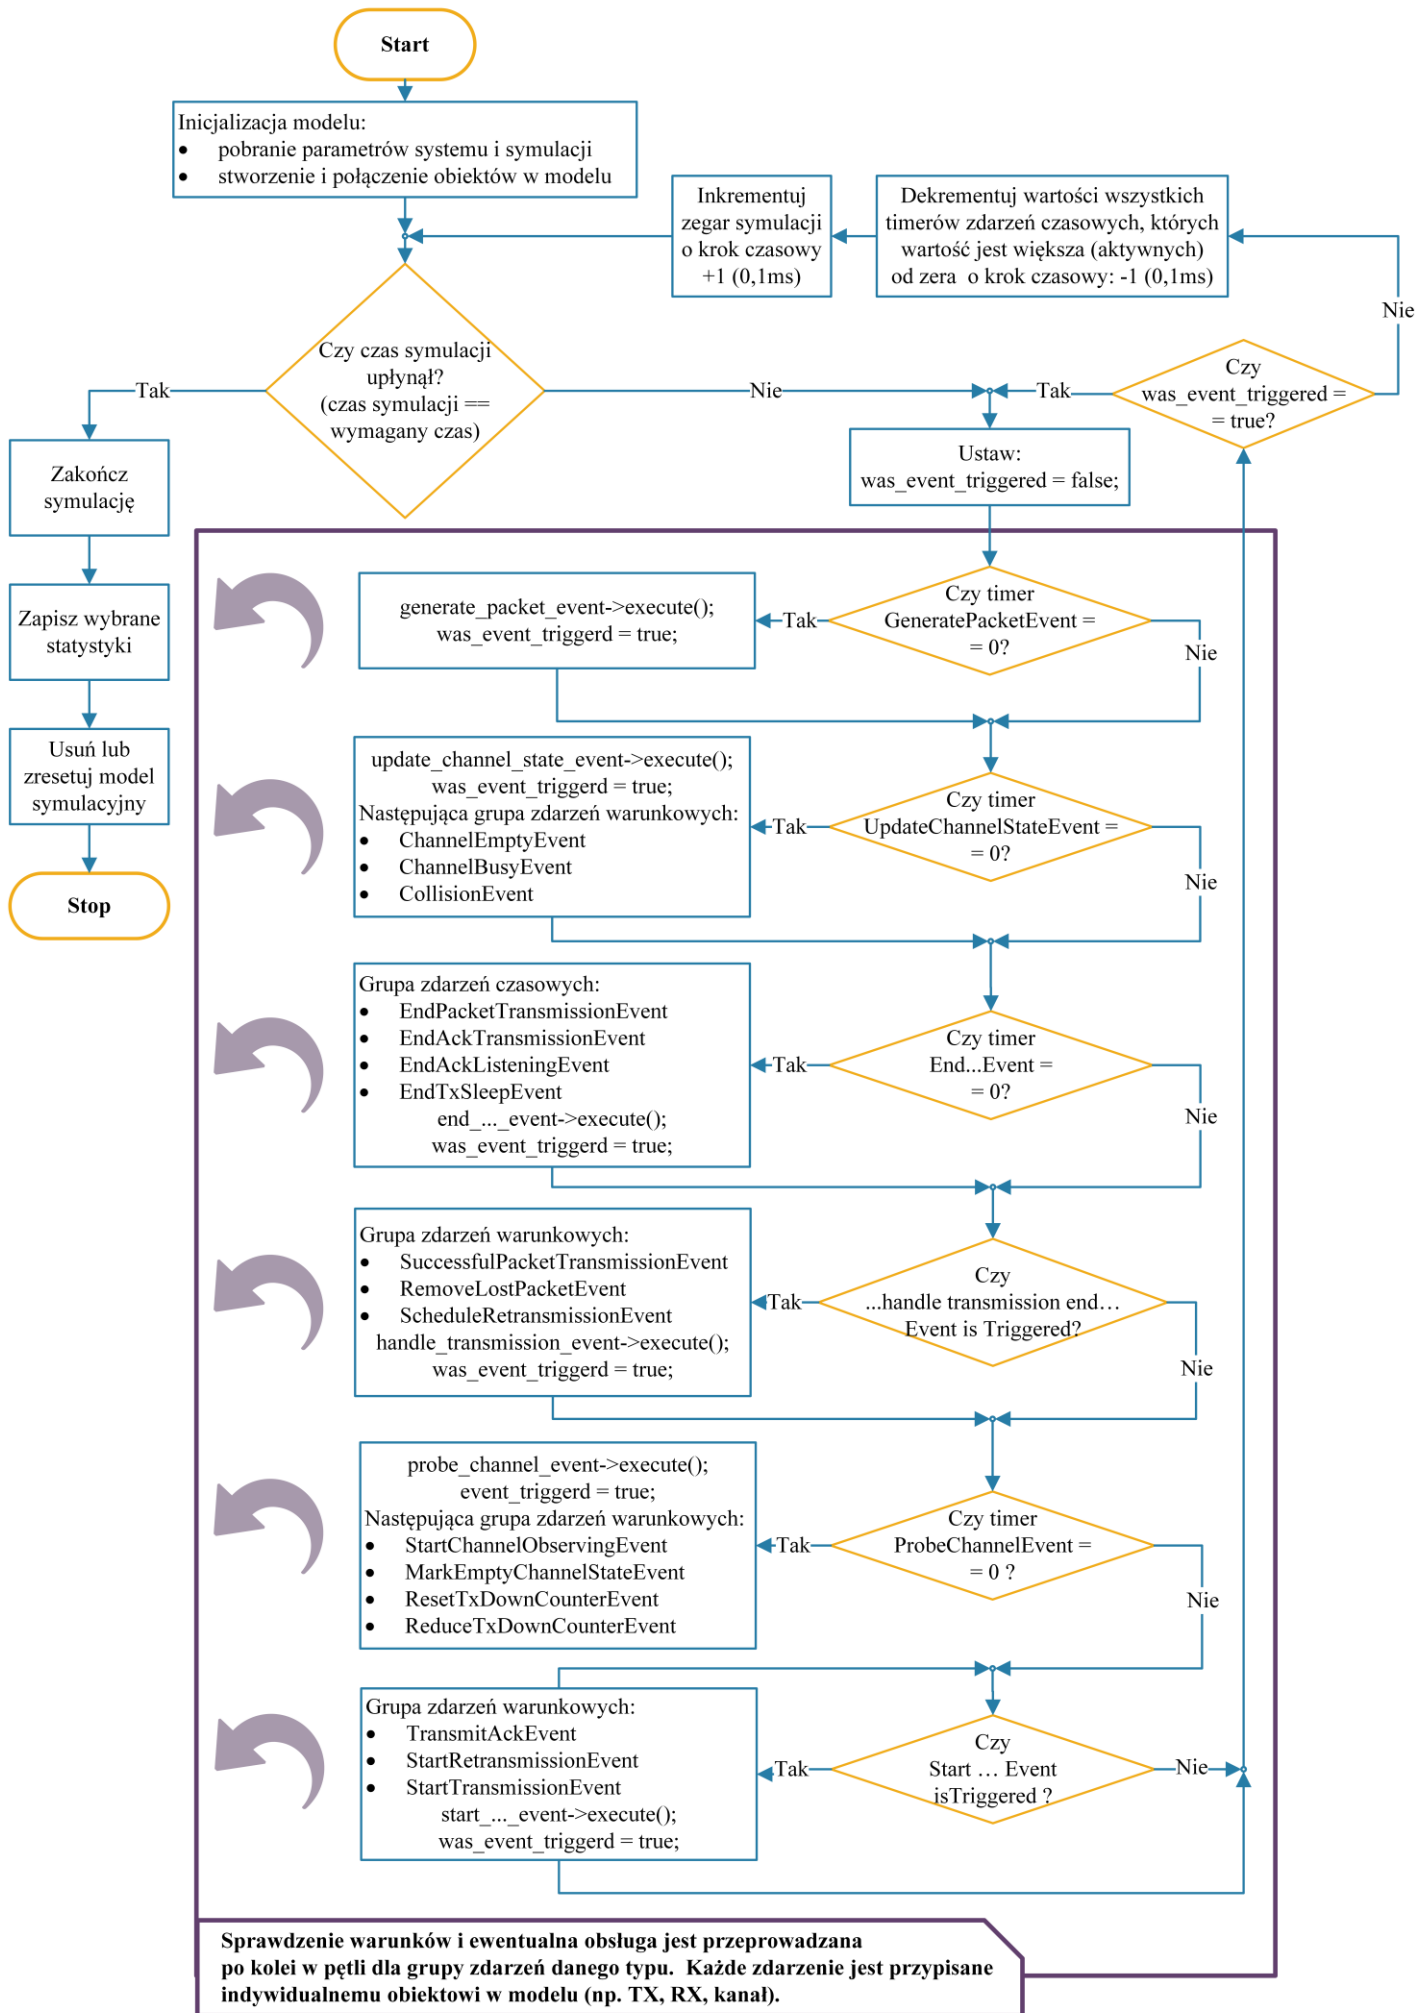 Start
Inicjalizacja modelu:
• pobranie parametrów systemu i symulacji
• stworzenie i połączenie obiektów w modelu
Inkrementuj
zegar symulacji
o krok czasowy
+1 (0,1ms)
Dekrementuj wartości wszystkich
timerów zdarzeń czasowych, których
wartość jest większa (aktywnych)
od zera o krok czasowy: -1 (0,1ms)
Nie
Czy czas symulacji
upłynął?
(czas symulacji ==
wymagany czas)
Tak
Nie
Tak
Czy
was_event_triggered =
= true?
Zakończ
symulację
Ustaw:
was_event_triggered = false;
Zapisz wybrane
statystyki
Usuń lub
zresetuj model
symulacyjny
Stop
generate_packet_event->execute();
was_event_triggerd = true;
Tak
Czy timer
GeneratePacketEvent =
= 0?
Nie
update_channel_state_event->execute();
was_event_triggerd = true;
Następująca grupa zdarzeń warunkowych:
• ChannelEmptyEvent
• ChannelBusyEvent
• CollisionEvent
Tak
Czy timer
UpdateChannelStateEvent =
= 0?
Nie
Grupa zdarzeń czasowych:
• EndPacketTransmissionEvent
• EndAckTransmissionEvent
• EndAckListeningEvent
• EndTxSleepEvent
end_..._event->execute();
was_event_triggerd = true;
Tak
Czy timer
End...Event =
= 0?
Nie
Grupa zdarzeń warunkowych:
• SuccessfulPacketTransmissionEvent
• RemoveLostPacketEvent
• ScheduleRetransmissionEvent
handle_transmission_event->execute();
was_event_triggerd = true;
Tak
Czy
...handle transmission end…
Event is Triggered?
Nie
probe_channel_event->execute();
event_triggerd = true;
Następująca grupa zdarzeń warunkowych:
• StartChannelObservingEvent
• MarkEmptyChannelStateEvent
• ResetTxDownCounterEvent
• ReduceTxDownCounterEvent
Tak
Czy timer
ProbeChannelEvent =
= 0 ?
Nie
Grupa zdarzeń warunkowych:
• TransmitAckEvent
• StartRetransmissionEvent
• StartTransmissionEvent
start_..._event->execute();
was_event_triggerd = true;
Tak
Czy
Start … Event
isTriggered ?
Nie
Sprawdzenie warunków i ewentualna obsługa jest przeprowadzana
po kolei w pętli dla grupy zdarzeń danego typu. Każde zdarzenie jest przypisane
indywidualnemu obiektowi w modelu (np. TX, RX, kanał).